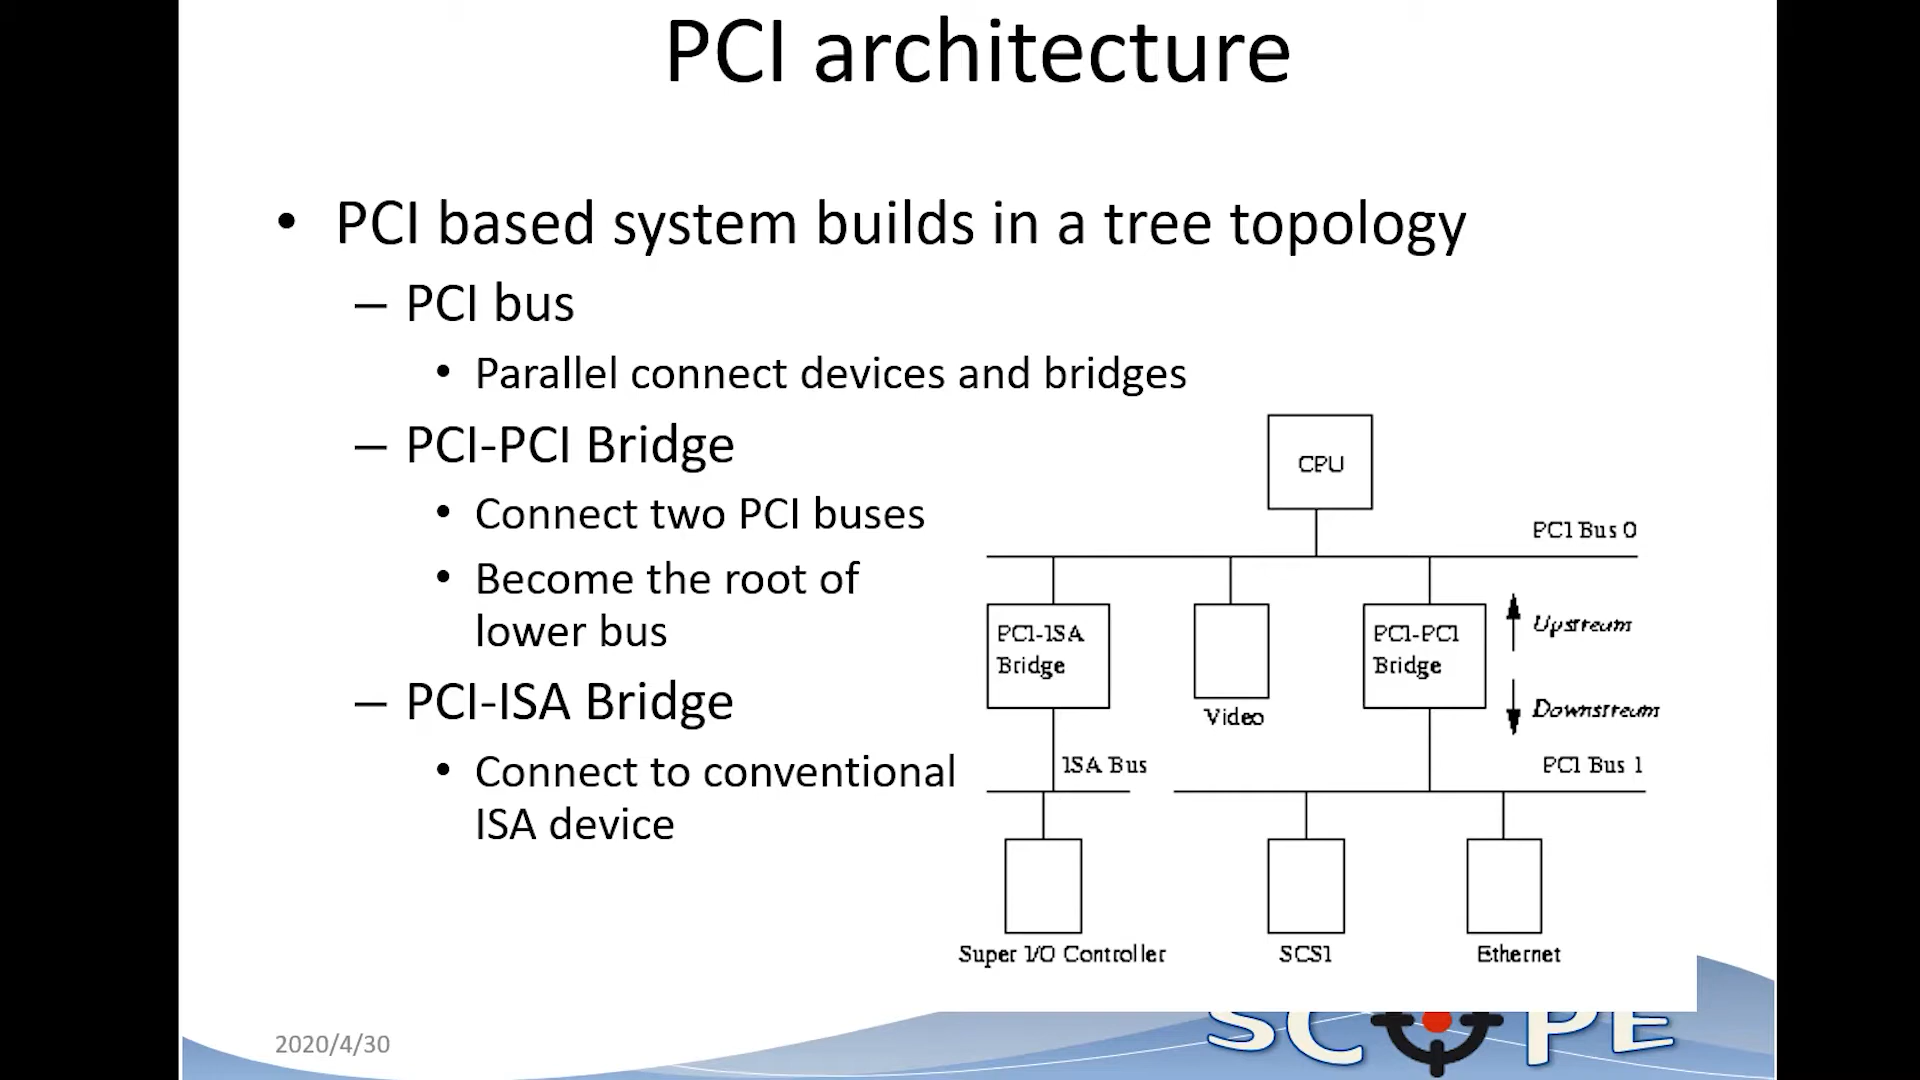 PCI architecture
• PCI based system builds in a tree topology
– PCI bus
• Parallel connect devices and bridges
– PCI-PCI Bridge
• Connect two PCI buses
• Become the root of
lower bus
– PCI-ISA Bridge
• Connect to conventional
ISA device
CPU
PCI Bus 0
PCI-ISA
Bridge
Video
PCI-PCI
Bridge
Upstream
Downstream
ISA Bus
PCI Bus 1
Super I/O Controller
SCSI
Ethernet
2020/4/30
SCOPE